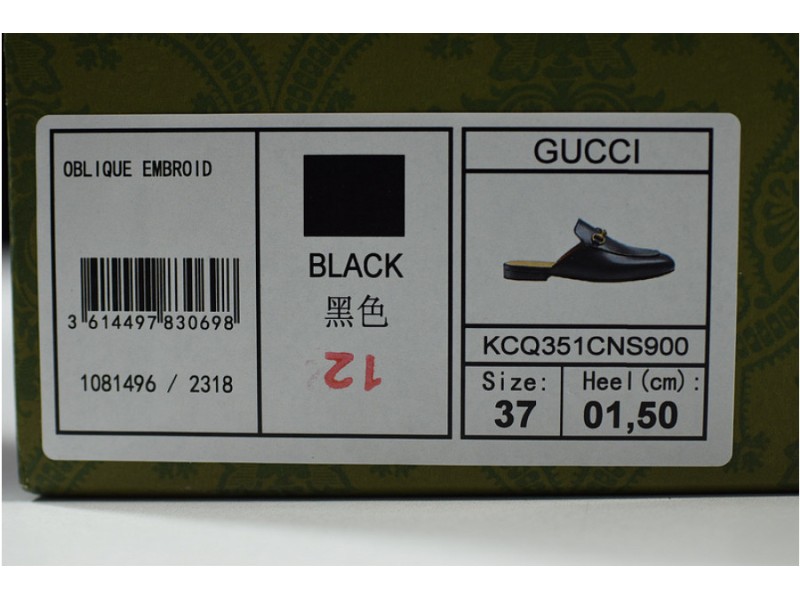 OBLIQUE EMBROID
3 614497 830698
1081496 / 2318
BLACK
黑色
12
GUCCI
KCQ351CNS900
Size:
37
Heel(cm):
01,50